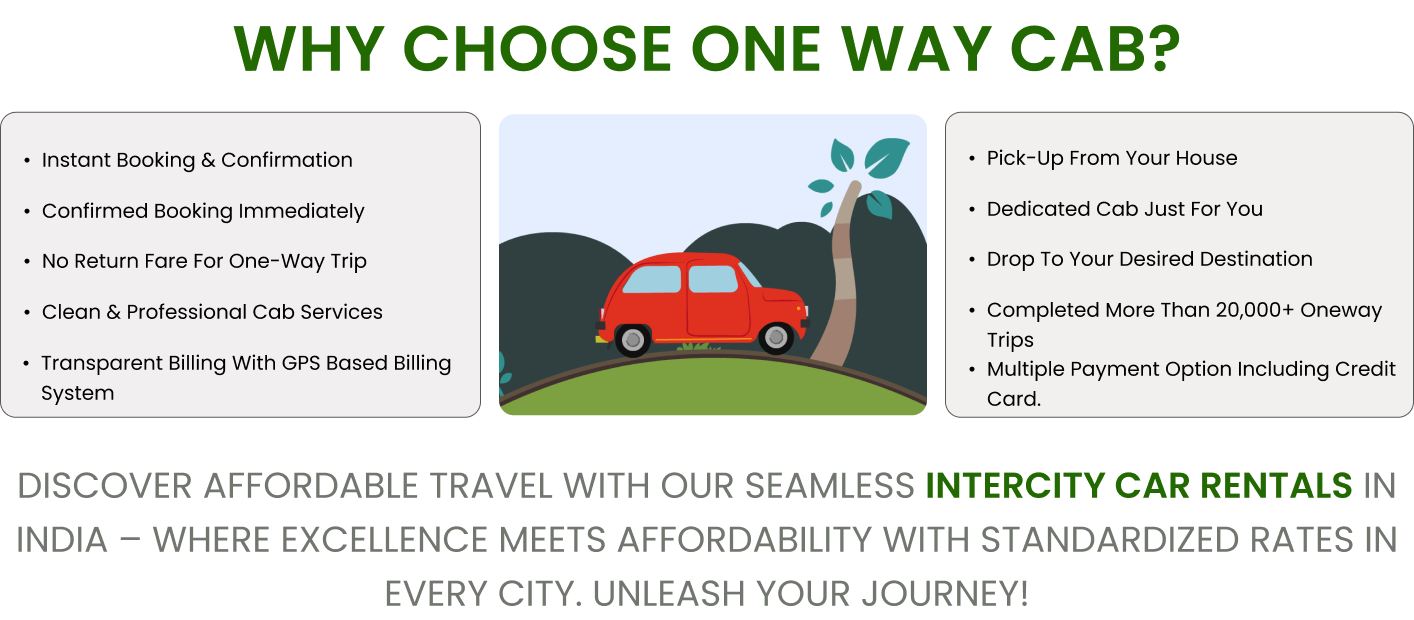 WHY CHOOSE ONE WAY CAB?
• Instant Booking & Confirmation
• Confirmed Booking Immediately
• No Return Fare For One-Way Trip
• Clean & Professional Cab Services
• Transparent Billing With GPS Based Billing
System
• Pick-Up From Your House
• Dedicated Cab Just For You
• Drop To Your Desired Destination
• Completed More Than 20,000+ Oneway
Trips
• Multiple Payment Option Including Credit
Card.
DISCOVER AFFORDABLE TRAVEL WITH OUR SEAMLESS INTERCITY CAR RENTALS IN
INDIA – WHERE EXCELLENCE MEETS AFFORDABILITY WITH STANDARDIZED RATES IN
EVERY CITY. UNLEASH YOUR JOURNEY!